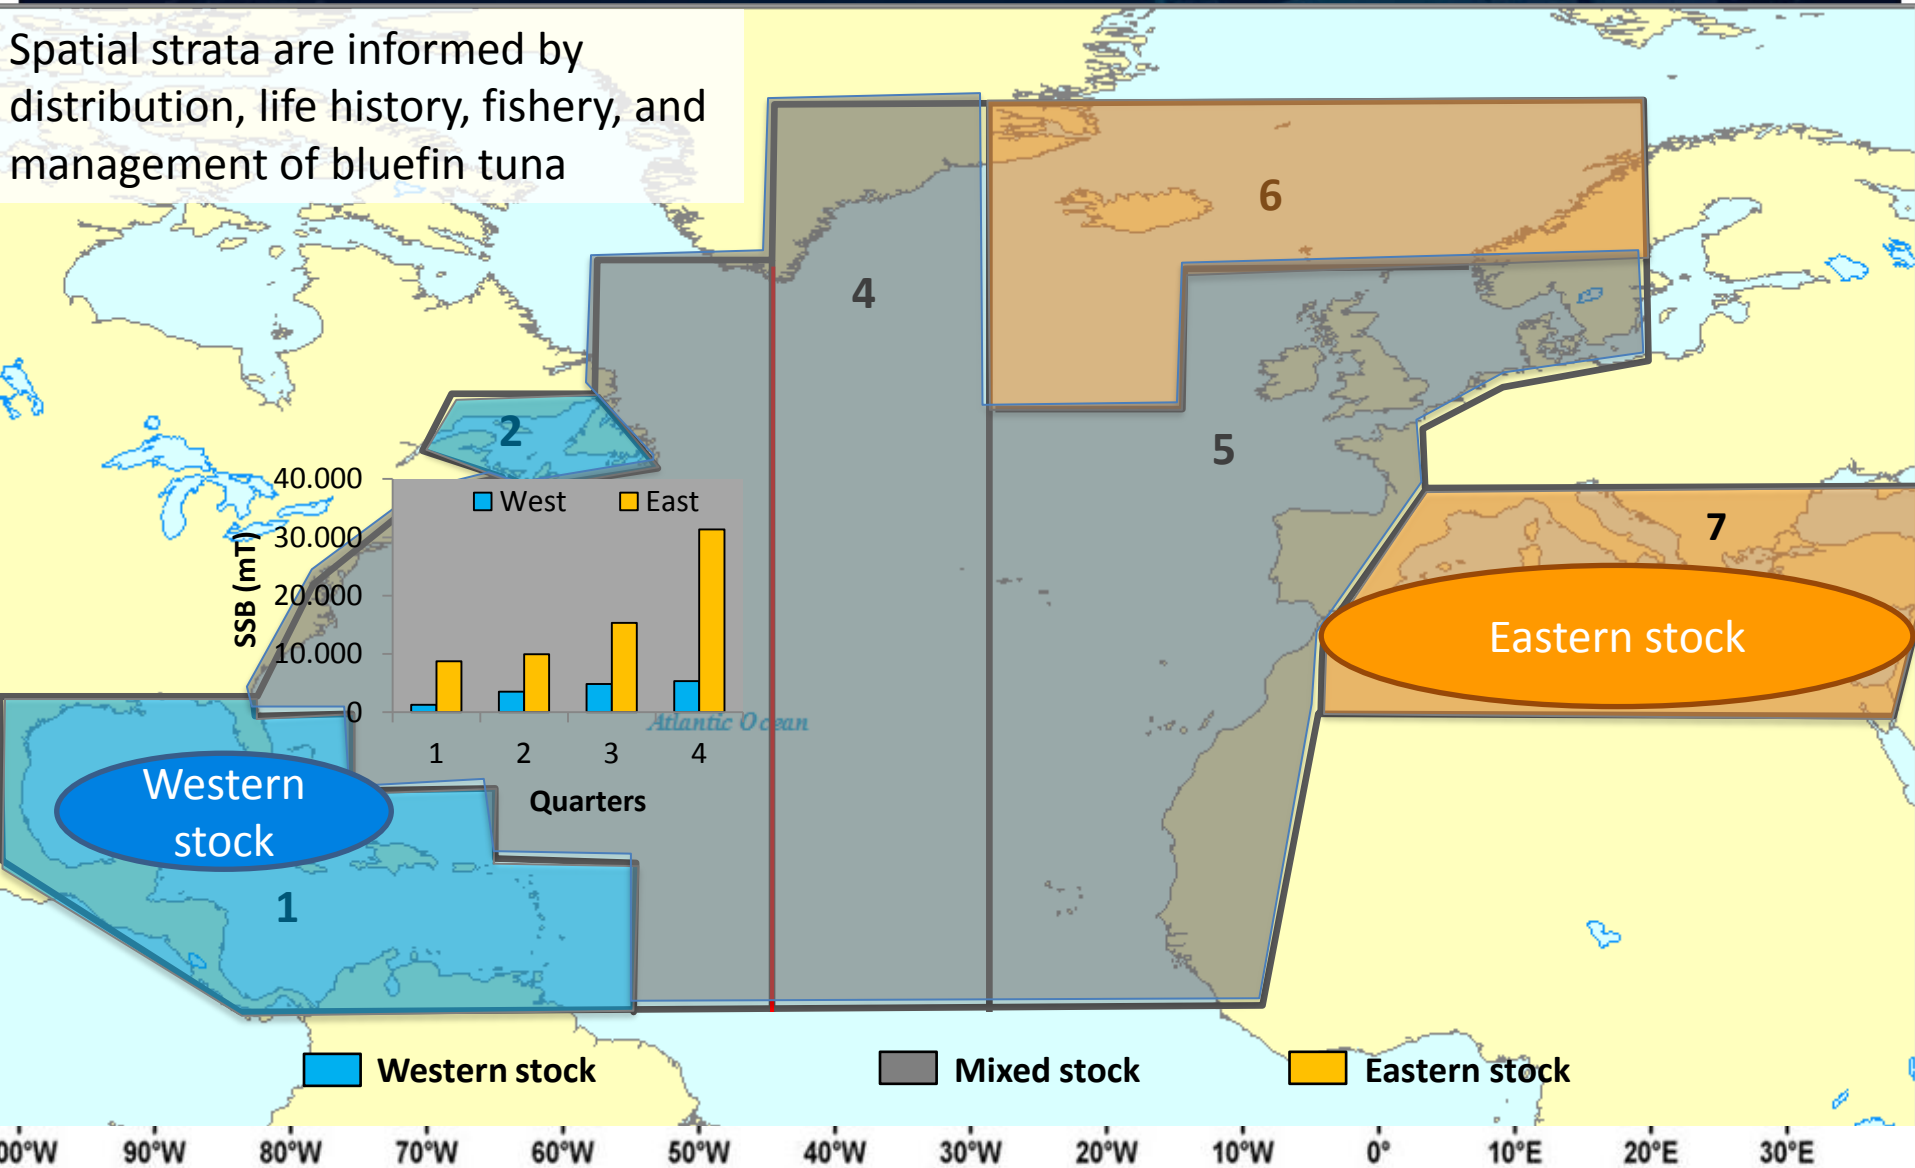 Spatial strata are informed by
distribution, life history, fishery, and
management of bluefin tuna
6
4
2
5
7
40.000
30.000
20.000
10.000
0
SSB (mT)
West
East
Eastern stock
Atlantic Ocean
1
2
3
4
Quarters
Western
stock
1
Western stock
Mixed stock
Eastern stock
00°W
90°W
80°W
70°W
60°W
50°W
40°W
30°W
20°W
10°W
0°
10°E
20°E
30°E